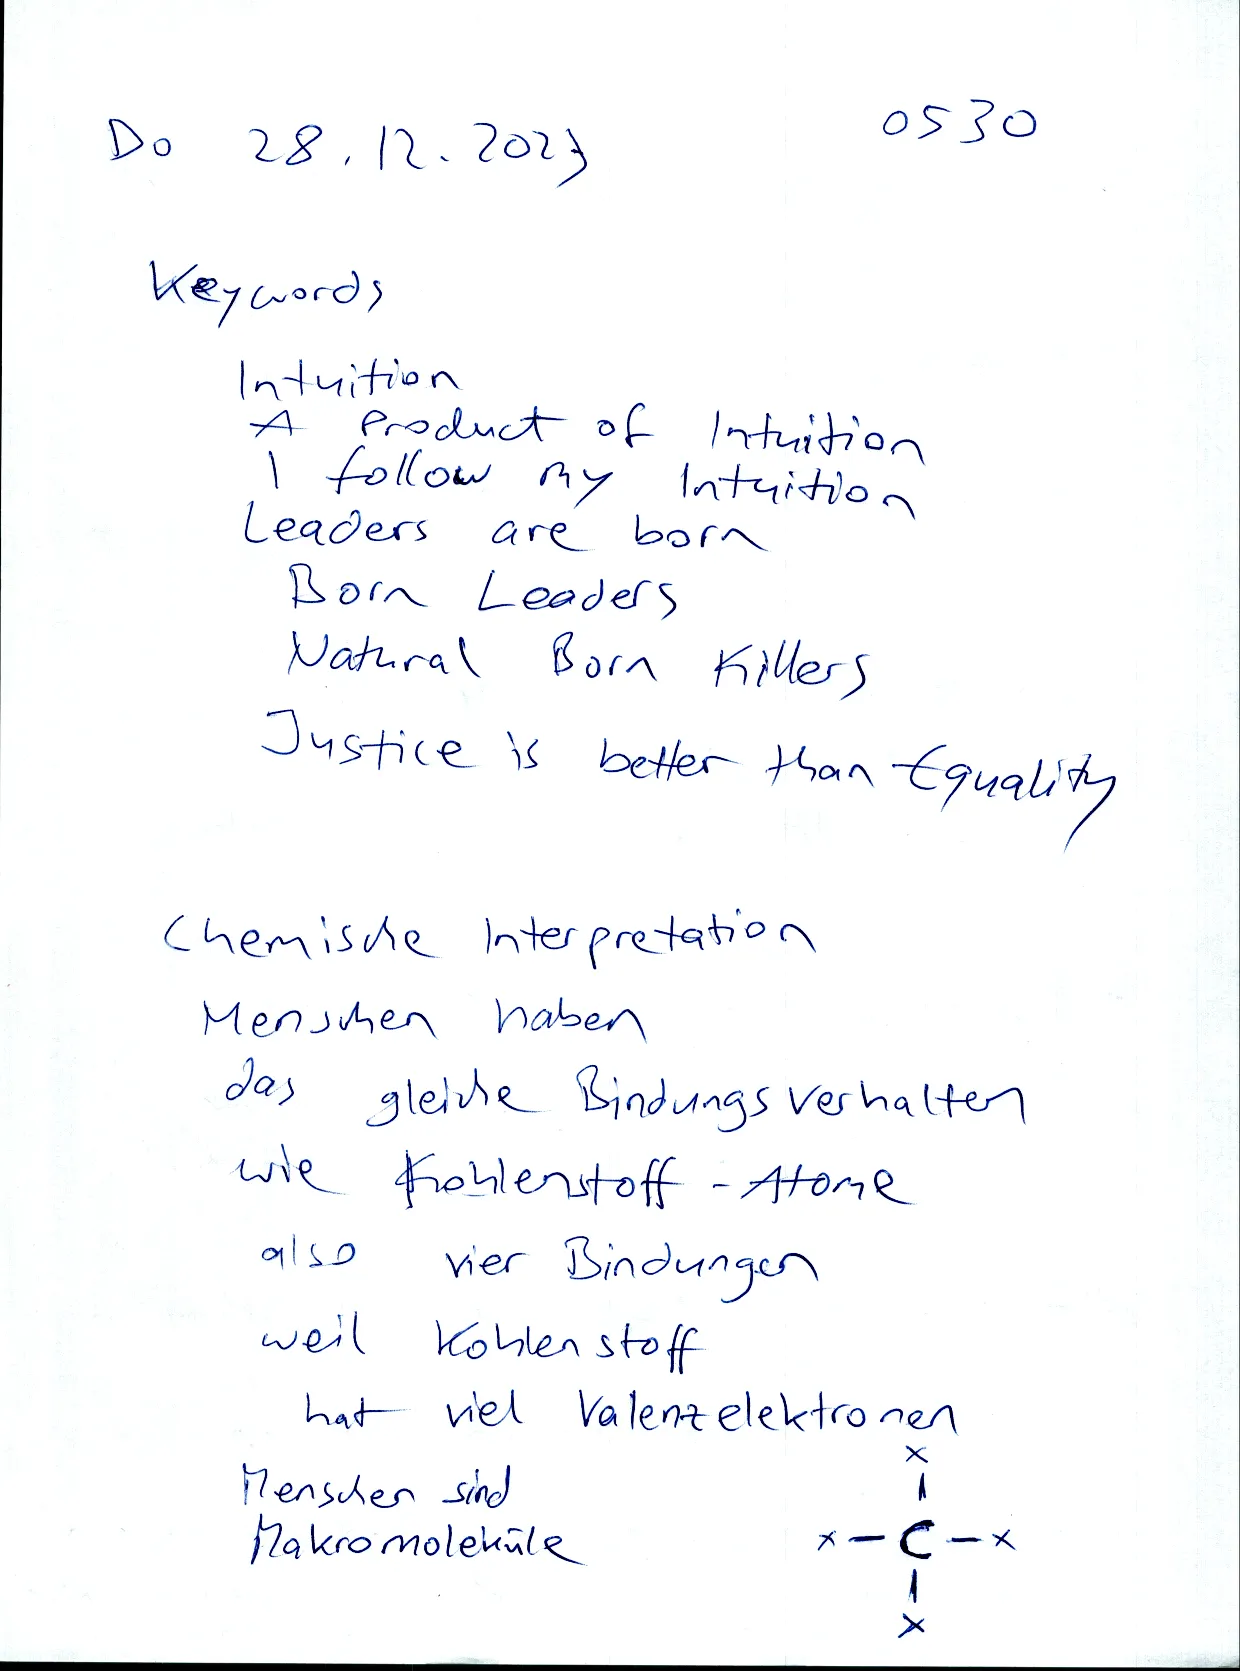 Do 28.12.2023 0530
Keywords
Intuition
A Product of Intuition
I follow my Intuition
Leaders are born
Born Leaders
Natural Born Killers
Justice is better than Equality
Chemische Interpretation
Menschen haben
das gleiche Bindungsverhalten
wie Kohlenstoff - Atome
also vier Bindungen
weil Kohlenstoff
hat viel Valenzelektronen
Menschen sind
Makromoleküle
x
|
x - C - x
|
x